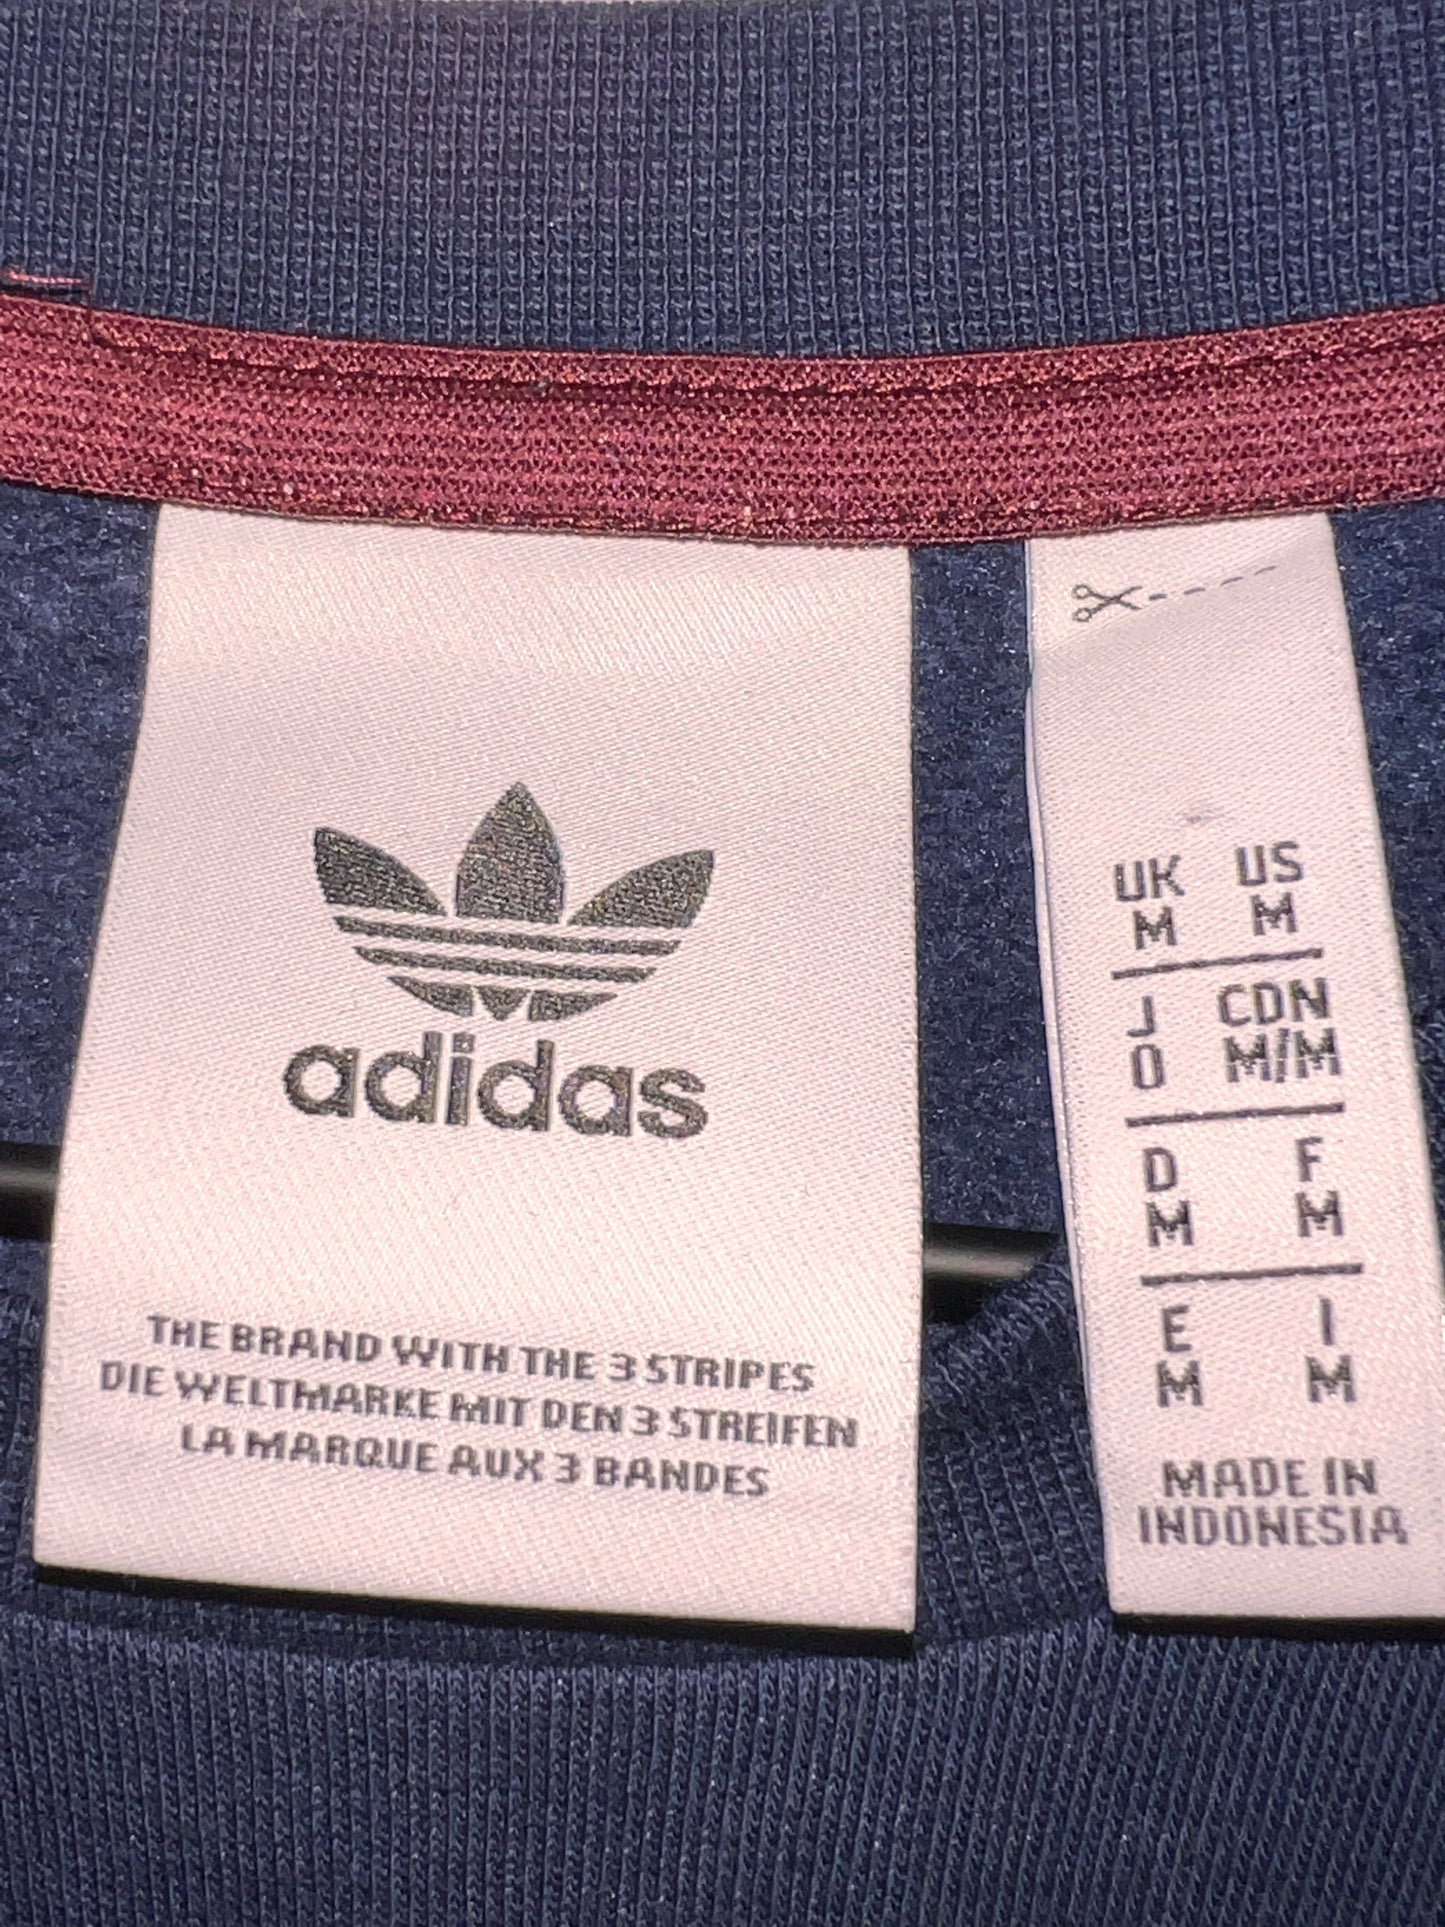 adidas
THE BRAND WITH THE 3 STRIPES
DIE WELTMARKE MIT DEN 3 STREIFEN
LA MARQUE AUX 3 BANDES
UK US
M M
J CDN
O M/M
D F
M M
E I
M M
MADE IN
INDONESIA